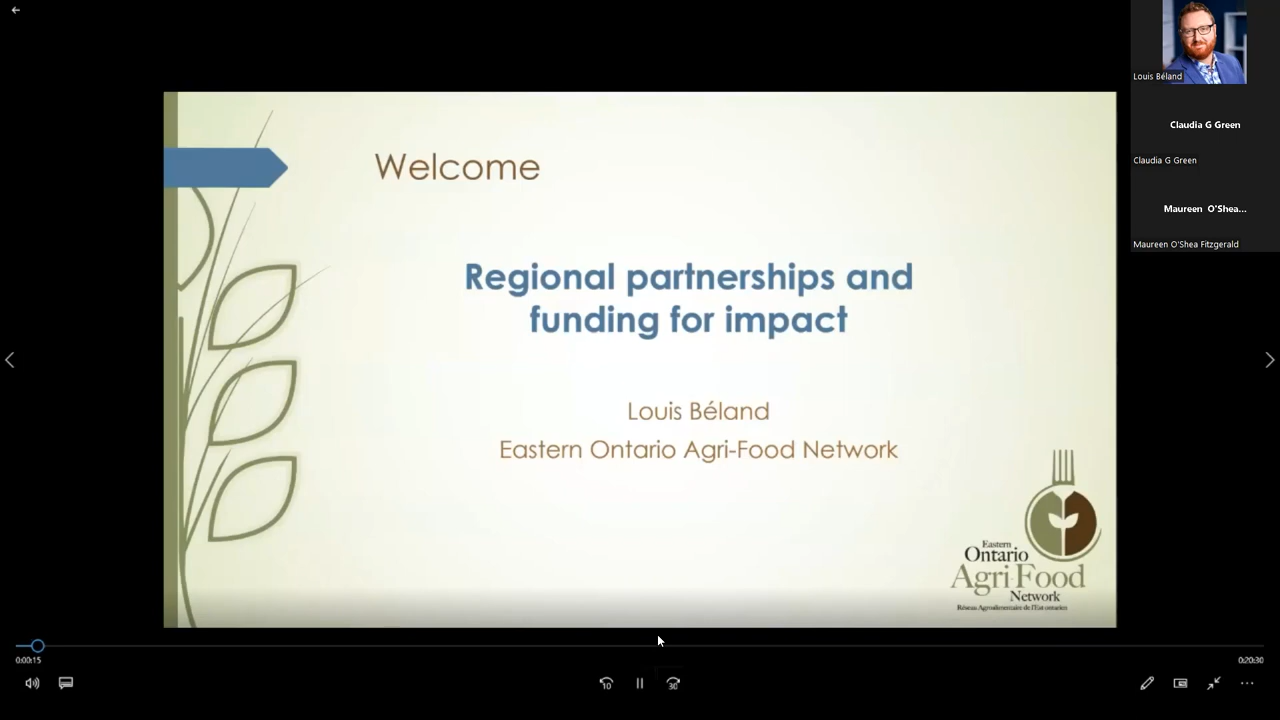 Louis Béland
Claudia G Green
Claudia G Green
Maureen O'Shea...
Maureen O'Shea Fitzgerald
Welcome
Regional partnerships and
funding for impact
Louis Béland
Eastern Ontario Agri-Food Network
Eastern
Ontario
Agri-Food
Network
Réseau Agroalimentaire de l'Est ontarien
0:00:15
0:20:30
10
30